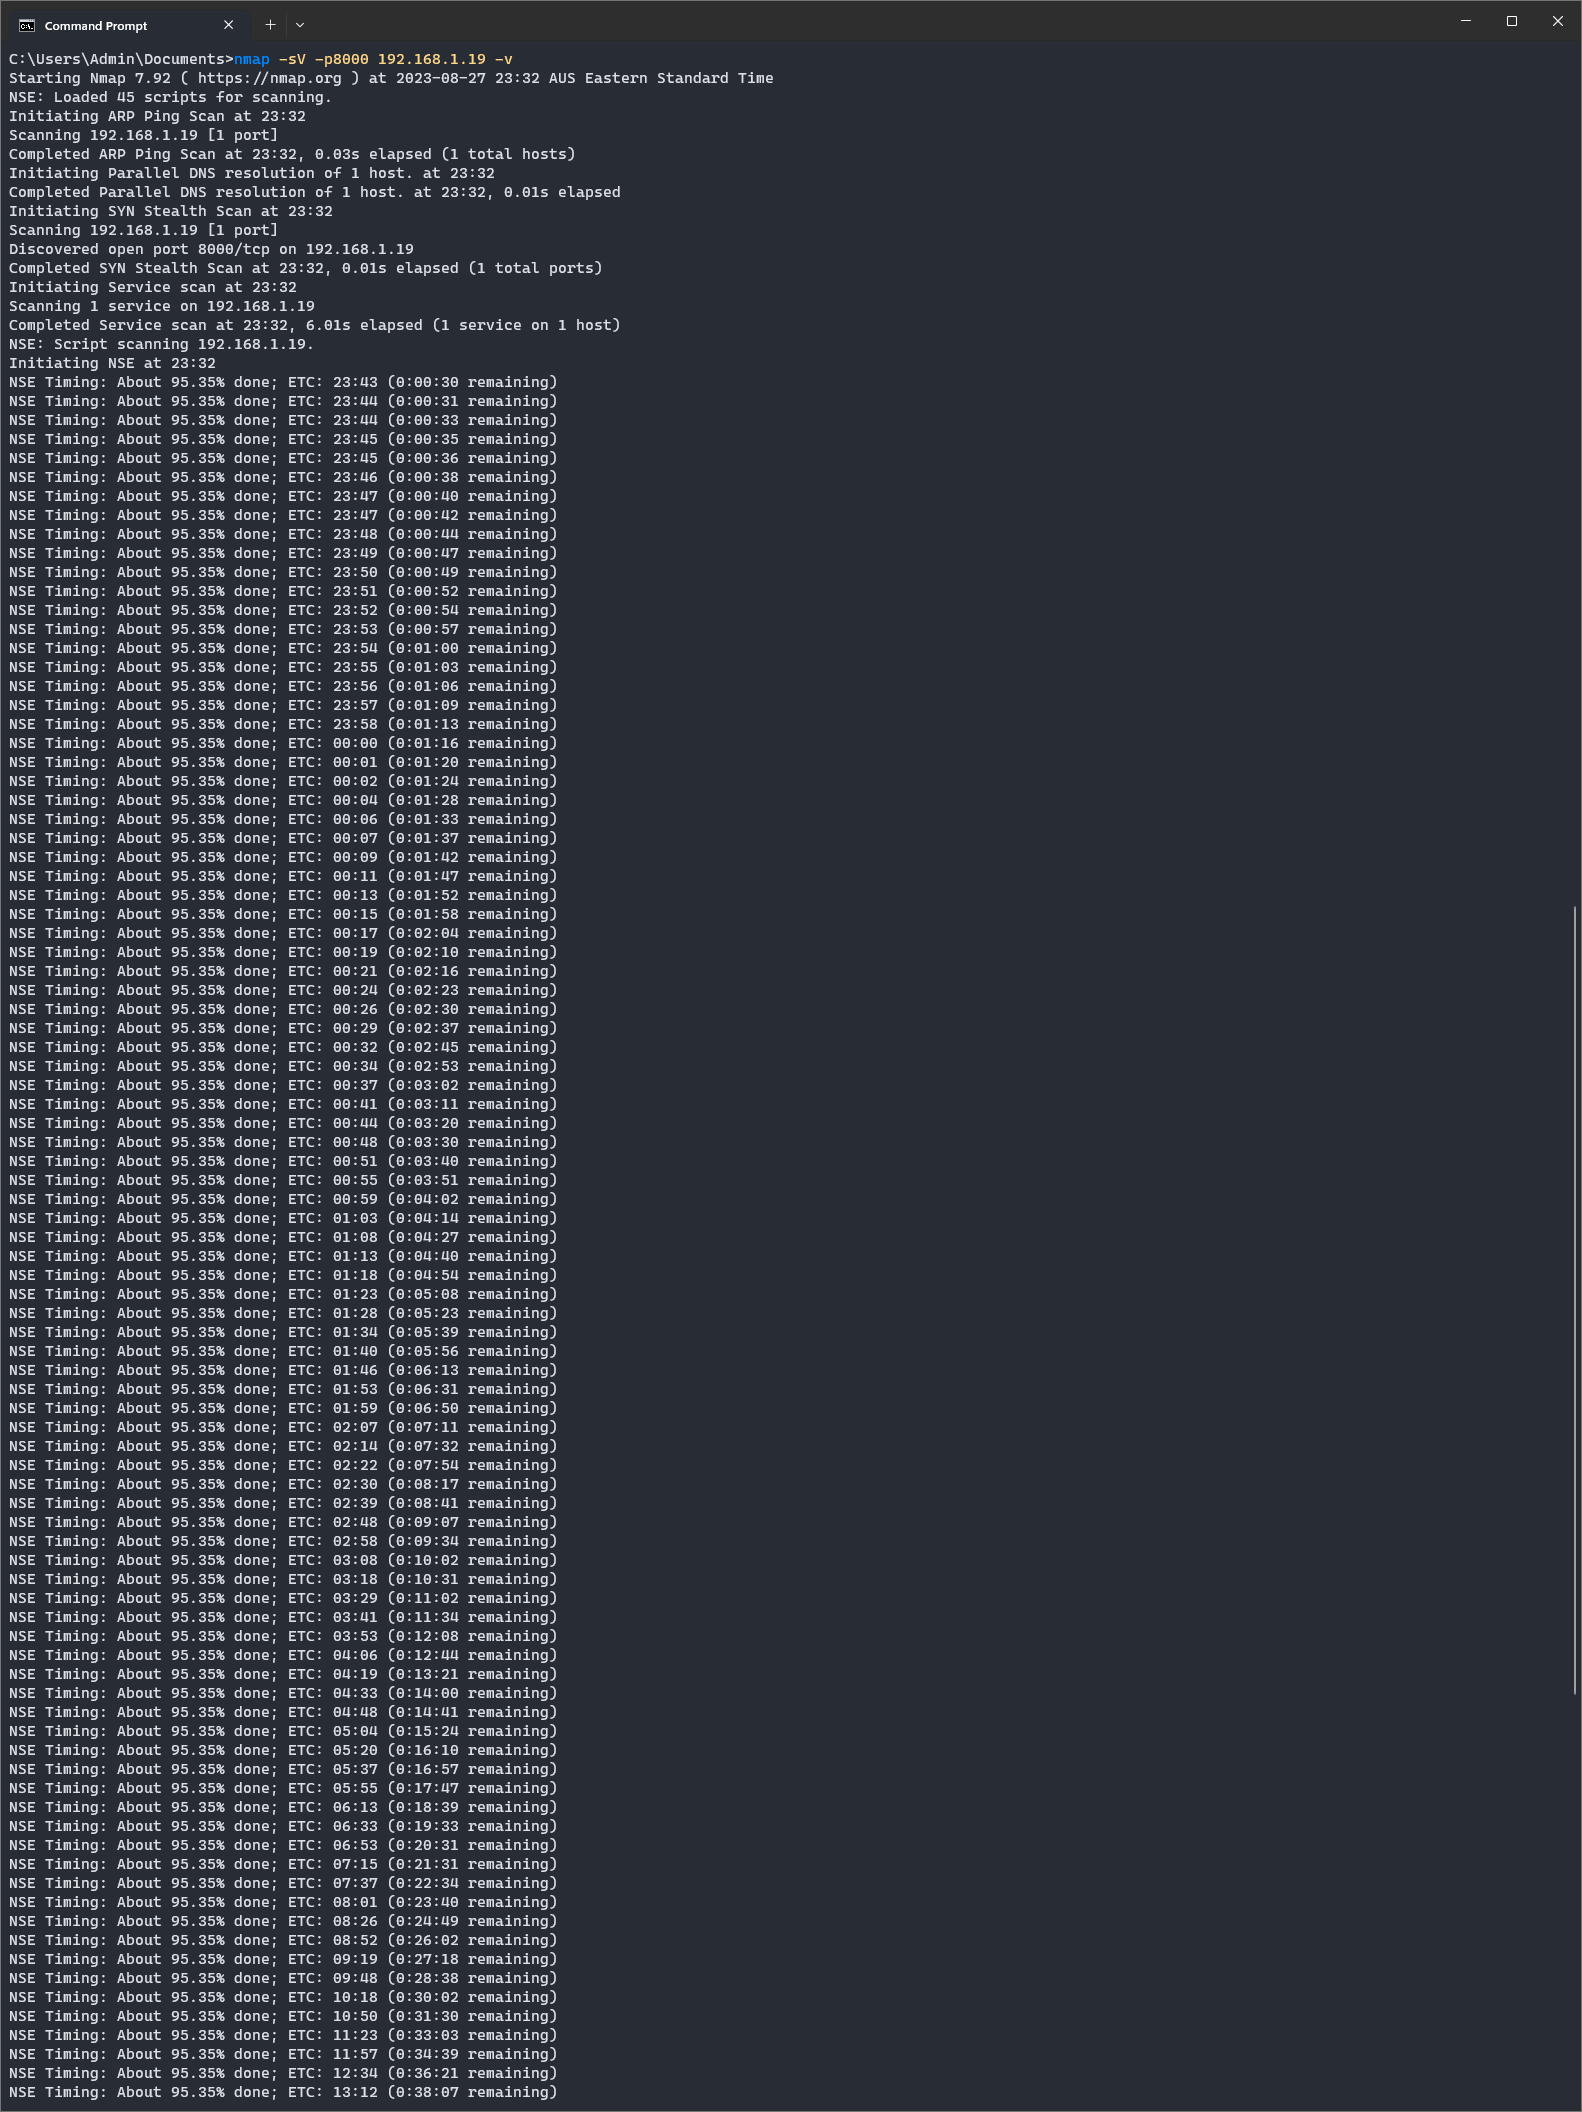 Command Prompt
C:\Users\Admin\Documents>nmap -sV -p8000 192.168.1.19 -v
Starting Nmap 7.92 ( https://nmap.org ) at 2023-08-27 23:32 AUS Eastern Standard Time
NSE: Loaded 45 scripts for scanning.
Initiating ARP Ping Scan at 23:32
Scanning 192.168.1.19 [1 port]
Completed ARP Ping Scan at 23:32, 0.03s elapsed (1 total hosts)
Initiating Parallel DNS resolution of 1 host. at 23:32
Completed Parallel DNS resolution of 1 host. at 23:32, 0.01s elapsed
Initiating SYN Stealth Scan at 23:32
Scanning 192.168.1.19 [1 port]
Discovered open port 8000/tcp on 192.168.1.19
Completed SYN Stealth Scan at 23:32, 0.01s elapsed (1 total ports)
Initiating Service scan at 23:32
Scanning 1 service on 192.168.1.19
Completed Service scan at 23:32, 6.01s elapsed (1 service on 1 host)
NSE: Script scanning 192.168.1.19.
Initiating NSE at 23:32
NSE Timing: About 95.35% done; ETC: 23:43 (0:00:30 remaining)
NSE Timing: About 95.35% done; ETC: 23:44 (0:00:31 remaining)
NSE Timing: About 95.35% done; ETC: 23:44 (0:00:33 remaining)
NSE Timing: About 95.35% done; ETC: 23:45 (0:00:35 remaining)
NSE Timing: About 95.35% done; ETC: 23:45 (0:00:36 remaining)
NSE Timing: About 95.35% done; ETC: 23:46 (0:00:38 remaining)
NSE Timing: About 95.35% done; ETC: 23:47 (0:00:40 remaining)
NSE Timing: About 95.35% done; ETC: 23:47 (0:00:42 remaining)
NSE Timing: About 95.35% done; ETC: 23:48 (0:00:44 remaining)
NSE Timing: About 95.35% done; ETC: 23:49 (0:00:47 remaining)
NSE Timing: About 95.35% done; ETC: 23:50 (0:00:49 remaining)
NSE Timing: About 95.35% done; ETC: 23:51 (0:00:52 remaining)
NSE Timing: About 95.35% done; ETC: 23:52 (0:00:54 remaining)
NSE Timing: About 95.35% done; ETC: 23:53 (0:00:57 remaining)
NSE Timing: About 95.35% done; ETC: 23:54 (0:01:00 remaining)
NSE Timing: About 95.35% done; ETC: 23:55 (0:01:03 remaining)
NSE Timing: About 95.35% done; ETC: 23:56 (0:01:06 remaining)
NSE Timing: About 95.35% done; ETC: 23:57 (0:01:09 remaining)
NSE Timing: About 95.35% done; ETC: 23:58 (0:01:13 remaining)
NSE Timing: About 95.35% done; ETC: 00:00 (0:01:16 remaining)
NSE Timing: About 95.35% done; ETC: 00:01 (0:01:20 remaining)
NSE Timing: About 95.35% done; ETC: 00:02 (0:01:24 remaining)
NSE Timing: About 95.35% done; ETC: 00:04 (0:01:28 remaining)
NSE Timing: About 95.35% done; ETC: 00:06 (0:01:33 remaining)
NSE Timing: About 95.35% done; ETC: 00:07 (0:01:37 remaining)
NSE Timing: About 95.35% done; ETC: 00:09 (0:01:42 remaining)
NSE Timing: About 95.35% done; ETC: 00:11 (0:01:47 remaining)
NSE Timing: About 95.35% done; ETC: 00:13 (0:01:52 remaining)
NSE Timing: About 95.35% done; ETC: 00:15 (0:01:58 remaining)
NSE Timing: About 95.35% done; ETC: 00:17 (0:02:04 remaining)
NSE Timing: About 95.35% done; ETC: 00:19 (0:02:10 remaining)
NSE Timing: About 95.35% done; ETC: 00:21 (0:02:16 remaining)
NSE Timing: About 95.35% done; ETC: 00:24 (0:02:23 remaining)
NSE Timing: About 95.35% done; ETC: 00:26 (0:02:30 remaining)
NSE Timing: About 95.35% done; ETC: 00:29 (0:02:37 remaining)
NSE Timing: About 95.35% done; ETC: 00:32 (0:02:45 remaining)
NSE Timing: About 95.35% done; ETC: 00:34 (0:02:53 remaining)
NSE Timing: About 95.35% done; ETC: 00:37 (0:03:02 remaining)
NSE Timing: About 95.35% done; ETC: 00:41 (0:03:11 remaining)
NSE Timing: About 95.35% done; ETC: 00:44 (0:03:20 remaining)
NSE Timing: About 95.35% done; ETC: 00:48 (0:03:30 remaining)
NSE Timing: About 95.35% done; ETC: 00:51 (0:03:40 remaining)
NSE Timing: About 95.35% done; ETC: 00:55 (0:03:51 remaining)
NSE Timing: About 95.35% done; ETC: 00:59 (0:04:02 remaining)
NSE Timing: About 95.35% done; ETC: 01:03 (0:04:14 remaining)
NSE Timing: About 95.35% done; ETC: 01:08 (0:04:27 remaining)
NSE Timing: About 95.35% done; ETC: 01:13 (0:04:40 remaining)
NSE Timing: About 95.35% done; ETC: 01:18 (0:04:54 remaining)
NSE Timing: About 95.35% done; ETC: 01:23 (0:05:08 remaining)
NSE Timing: About 95.35% done; ETC: 01:28 (0:05:23 remaining)
NSE Timing: About 95.35% done; ETC: 01:34 (0:05:39 remaining)
NSE Timing: About 95.35% done; ETC: 01:40 (0:05:56 remaining)
NSE Timing: About 95.35% done; ETC: 01:46 (0:06:13 remaining)
NSE Timing: About 95.35% done; ETC: 01:53 (0:06:31 remaining)
NSE Timing: About 95.35% done; ETC: 01:59 (0:06:50 remaining)
NSE Timing: About 95.35% done; ETC: 02:07 (0:07:11 remaining)
NSE Timing: About 95.35% done; ETC: 02:14 (0:07:32 remaining)
NSE Timing: About 95.35% done; ETC: 02:22 (0:07:54 remaining)
NSE Timing: About 95.35% done; ETC: 02:30 (0:08:17 remaining)
NSE Timing: About 95.35% done; ETC: 02:39 (0:08:41 remaining)
NSE Timing: About 95.35% done; ETC: 02:48 (0:09:07 remaining)
NSE Timing: About 95.35% done; ETC: 02:58 (0:09:34 remaining)
NSE Timing: About 95.35% done; ETC: 03:08 (0:10:02 remaining)
NSE Timing: About 95.35% done; ETC: 03:18 (0:10:31 remaining)
NSE Timing: About 95.35% done; ETC: 03:29 (0:11:02 remaining)
NSE Timing: About 95.35% done; ETC: 03:41 (0:11:34 remaining)
NSE Timing: About 95.35% done; ETC: 03:53 (0:12:08 remaining)
NSE Timing: About 95.35% done; ETC: 04:06 (0:12:44 remaining)
NSE Timing: About 95.35% done; ETC: 04:19 (0:13:21 remaining)
NSE Timing: About 95.35% done; ETC: 04:33 (0:14:00 remaining)
NSE Timing: About 95.35% done; ETC: 04:48 (0:14:41 remaining)
NSE Timing: About 95.35% done; ETC: 05:04 (0:15:24 remaining)
NSE Timing: About 95.35% done; ETC: 05:20 (0:16:10 remaining)
NSE Timing: About 95.35% done; ETC: 05:37 (0:16:57 remaining)
NSE Timing: About 95.35% done; ETC: 05:55 (0:17:47 remaining)
NSE Timing: About 95.35% done; ETC: 06:13 (0:18:39 remaining)
NSE Timing: About 95.35% done; ETC: 06:33 (0:19:33 remaining)
NSE Timing: About 95.35% done; ETC: 06:53 (0:20:31 remaining)
NSE Timing: About 95.35% done; ETC: 07:15 (0:21:31 remaining)
NSE Timing: About 95.35% done; ETC: 07:37 (0:22:34 remaining)
NSE Timing: About 95.35% done; ETC: 08:01 (0:23:40 remaining)
NSE Timing: About 95.35% done; ETC: 08:26 (0:24:49 remaining)
NSE Timing: About 95.35% done; ETC: 08:52 (0:26:02 remaining)
NSE Timing: About 95.35% done; ETC: 09:19 (0:27:18 remaining)
NSE Timing: About 95.35% done; ETC: 09:48 (0:28:38 remaining)
NSE Timing: About 95.35% done; ETC: 10:18 (0:30:02 remaining)
NSE Timing: About 95.35% done; ETC: 10:50 (0:31:30 remaining)
NSE Timing: About 95.35% done; ETC: 11:23 (0:33:03 remaining)
NSE Timing: About 95.35% done; ETC: 11:57 (0:34:39 remaining)
NSE Timing: About 95.35% done; ETC: 12:34 (0:36:21 remaining)
NSE Timing: About 95.35% done; ETC: 13:12 (0:38:07 remaining)